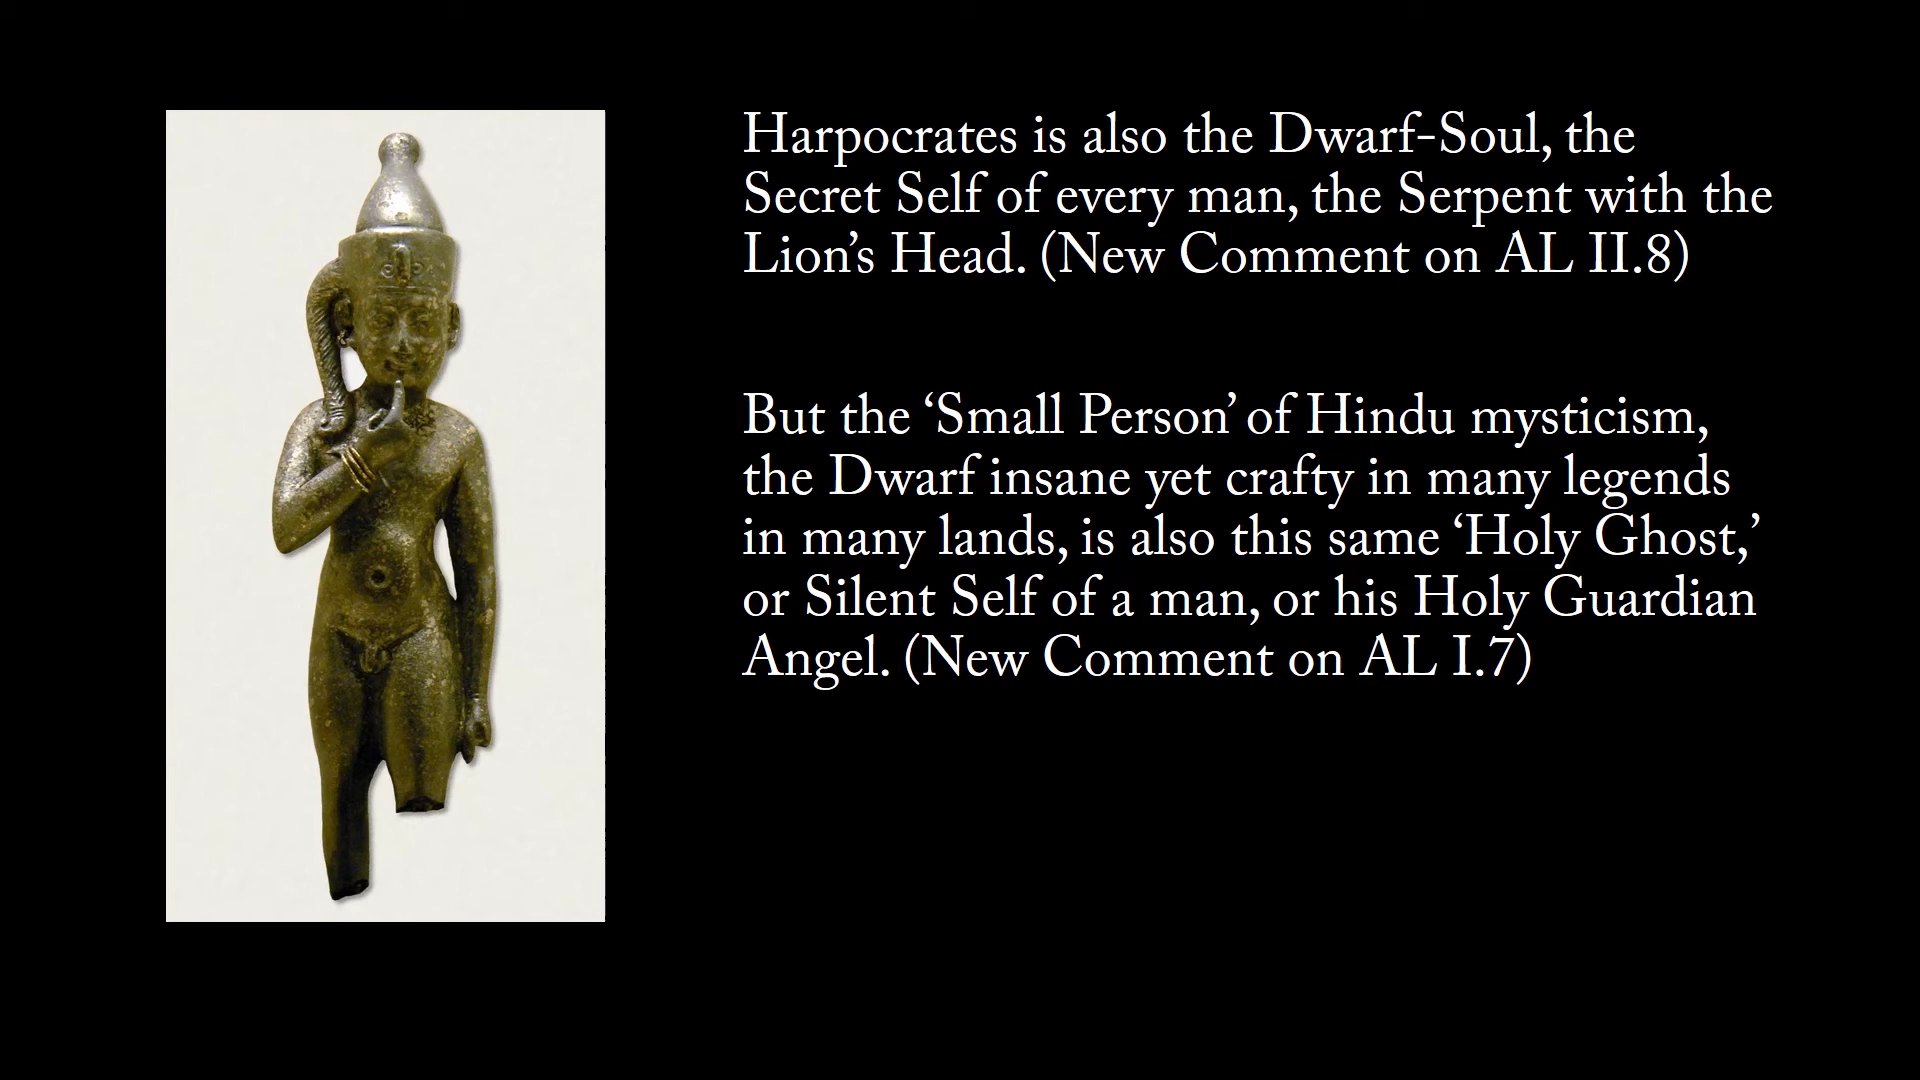 Harpocrates is also the Dwarf-Soul, the
Secret Self of every man, the Serpent with the
Lion’s Head. (New Comment on AL II.8)
But the ‘Small Person’ of Hindu mysticism,
the Dwarf insane yet crafty in many legends
in many lands, is also this same ‘Holy Ghost,’
or Silent Self of a man, or his Holy Guardian
Angel. (New Comment on AL I.7)